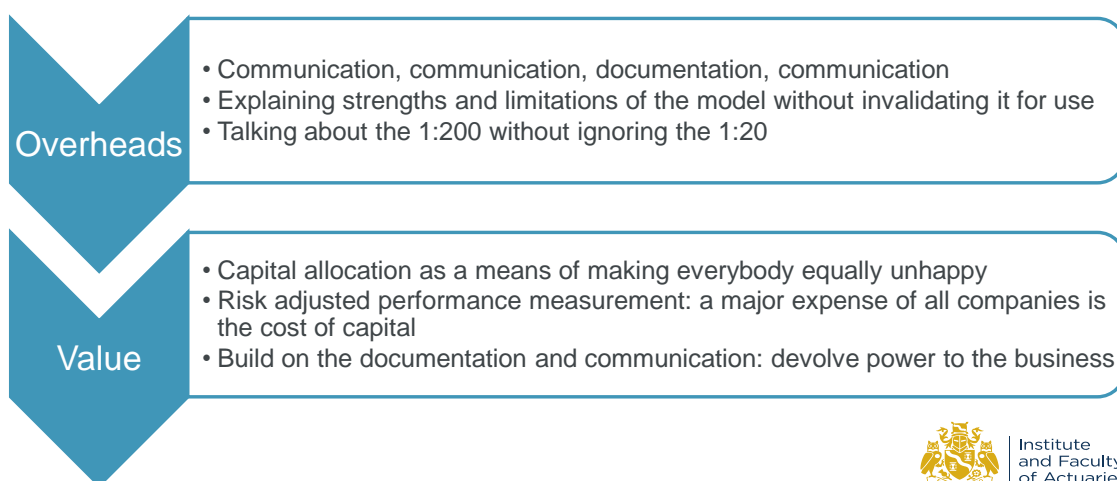 Overheads
• Communication, communication, documentation, communication
• Explaining strengths and limitations of the model without invalidating it for use
• Talking about the 1:200 without ignoring the 1:20
Value
• Capital allocation as a means of making everybody equally unhappy
• Risk adjusted performance measurement: a major expense of all companies is
the cost of capital
• Build on the documentation and communication: devolve power to the business
Institute
and Faculty
of Actuarie